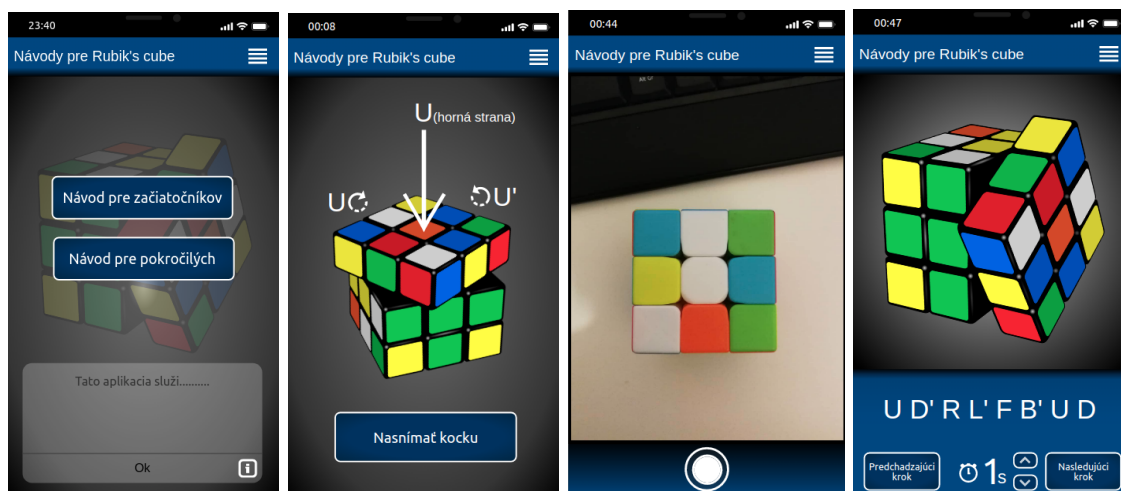 23:40
Návody pre Rubik's cube
Návod pre začiatočníkov
Návod pre pokročilých
Tato aplikacia služi..........
Ok
i
00:08
Návody pre Rubik's cube
U(horná strana)
U
U'
Nasnímať kocku
00:44
Návody pre Rubik's cube
00:47
Návody pre Rubik's cube
U D' R L' F B' U D
Predchadzajúci
krok
1s
Nasledujúci
krok